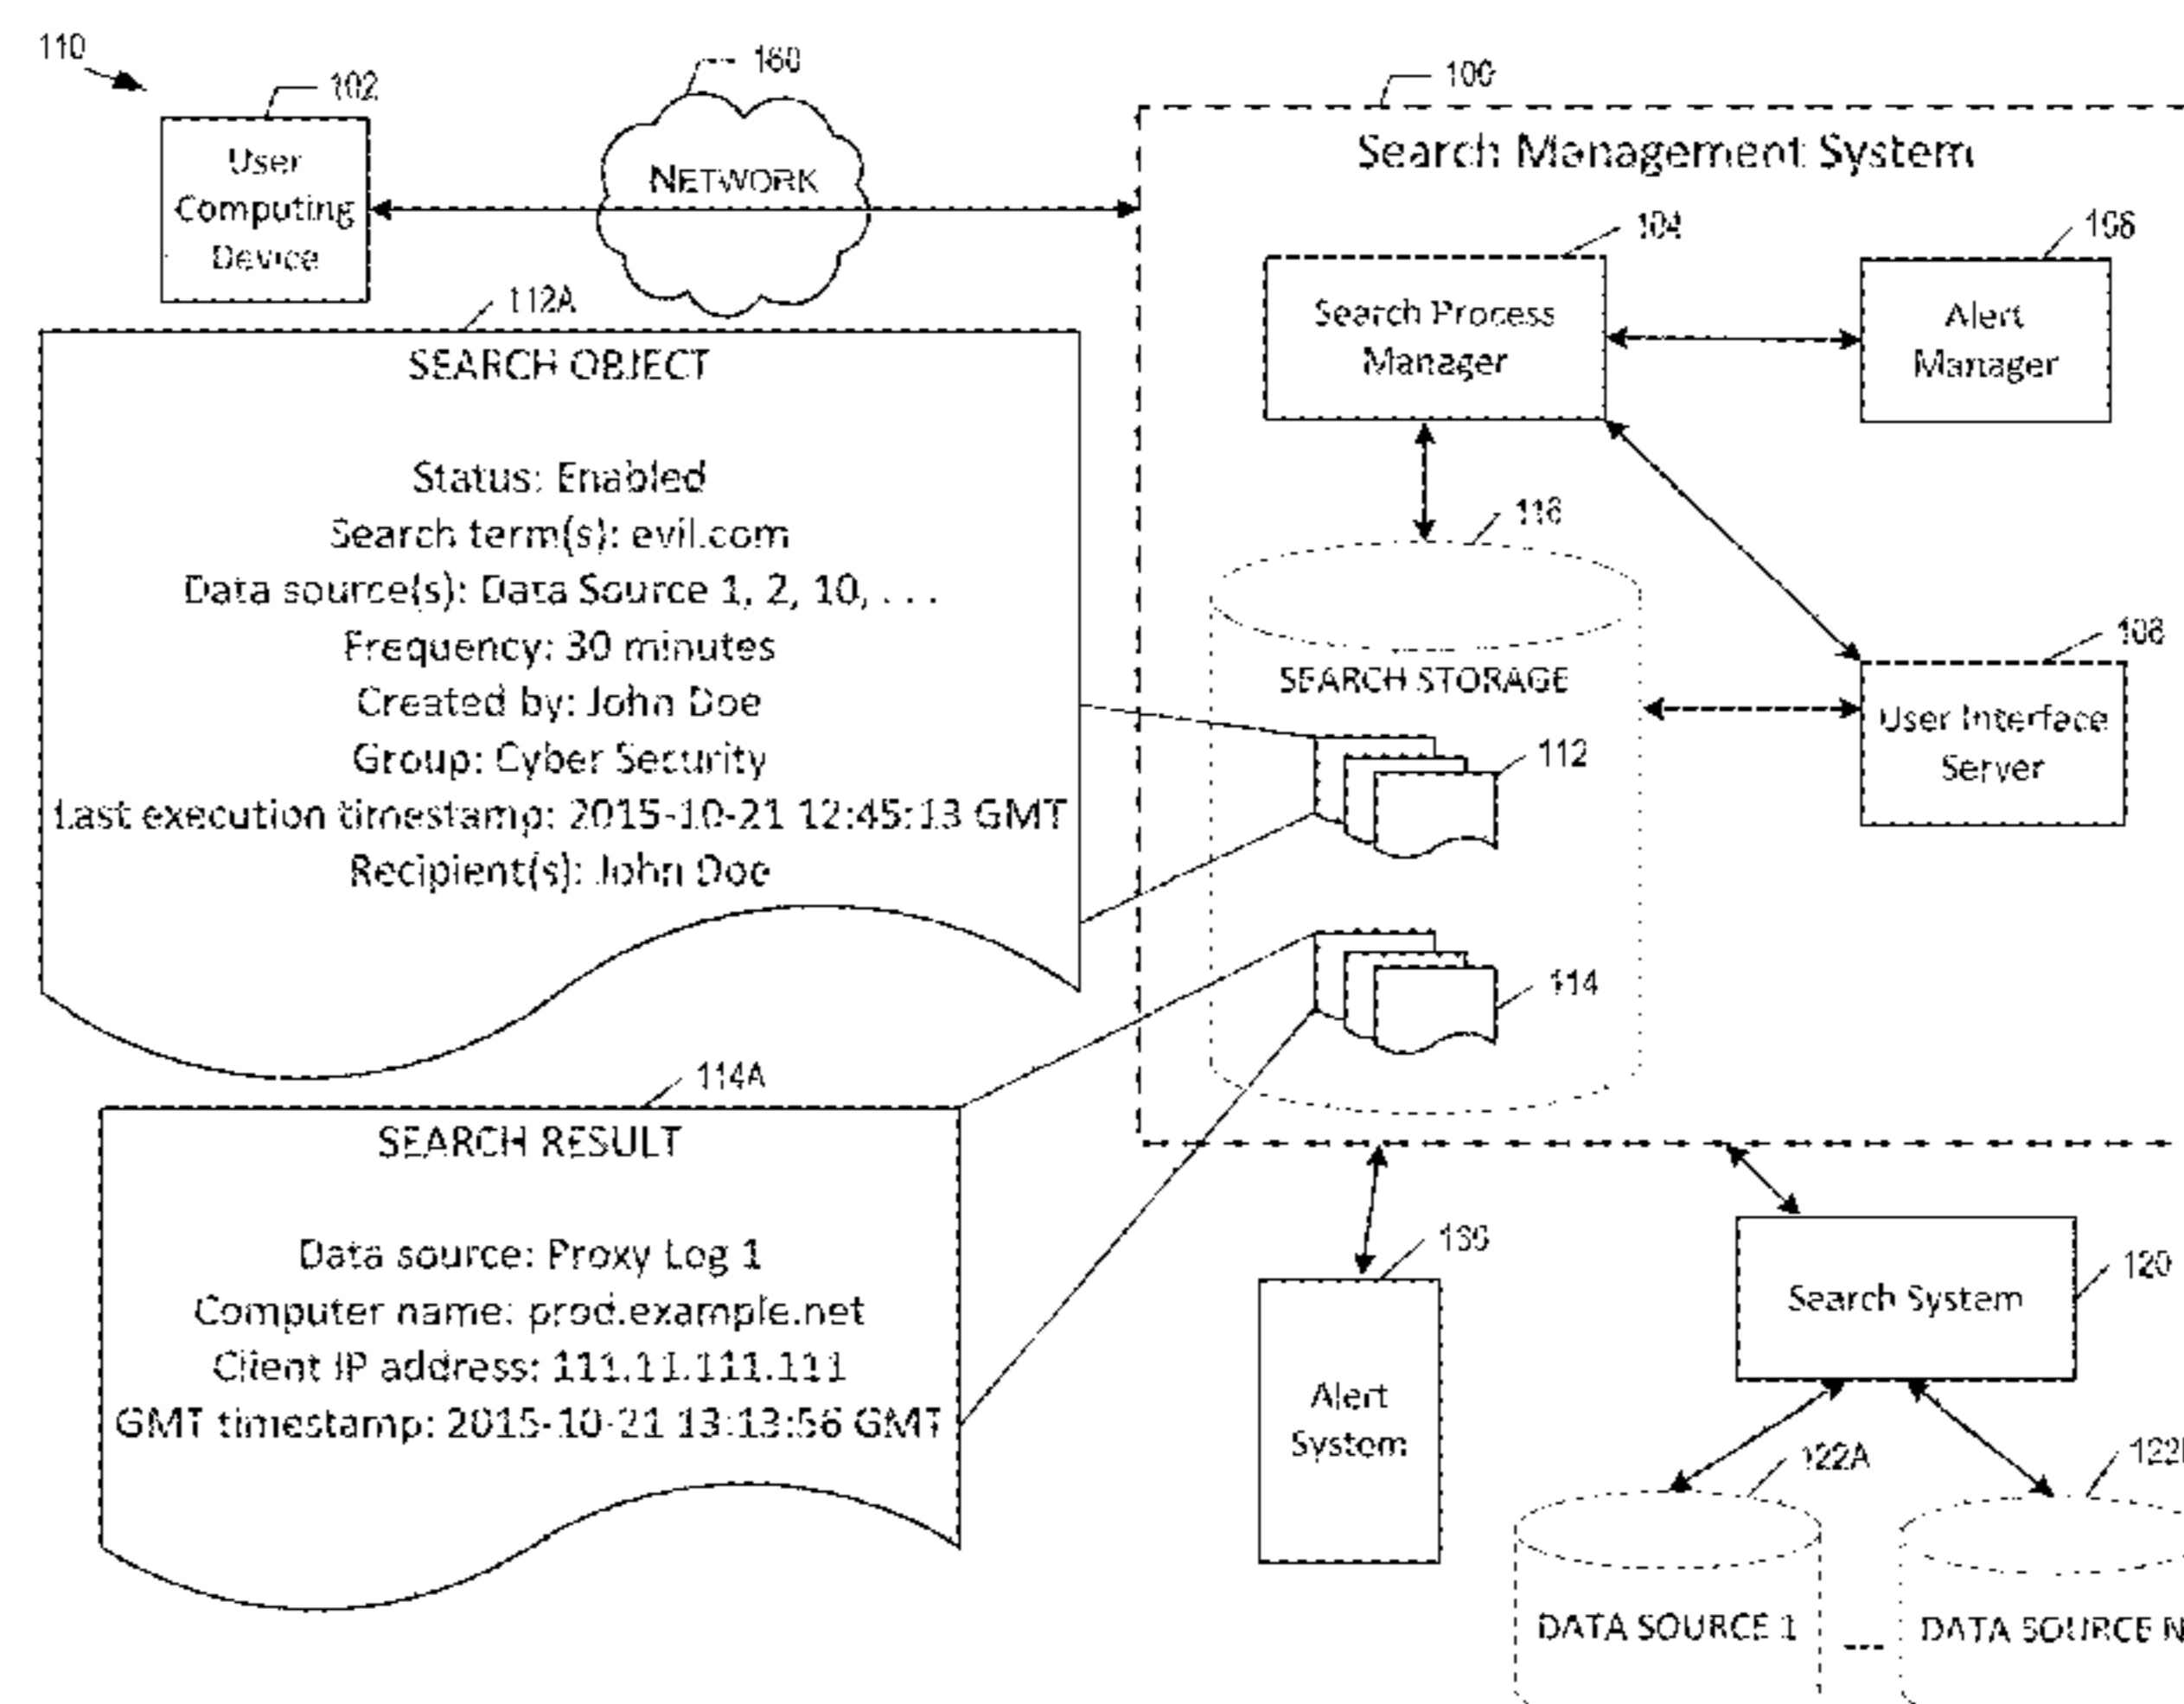 110
102
160
100
User
Computing
Device
NETWORK
Search Management System
104
Search Process
Manager
Alert
Manager
112A
SEARCH OBJECT
Status: Enabled
Search term(s): evil.com
Data source(s): Data Source 1, 2, 10, . . .
Frequency: 30 minutes
Created by: John Doe
Group: Cyber Security
Last execution timestamp: 2015-10-21 12:45:13 GMT
Recipient(s): John Doe
SEARCH STORAGE
112
114
108
User Interface
Server
114A
SEARCH RESULT
Data source: Proxy Log 1
Computer name: prod.example.net
Client IP address: 111.11.111.111
GMT timestamp: 2015-10-21 13:13:56 GMT
Alert
System
120
Search System
122A
DATA SOURCE 1
...
DATA SOURCE N